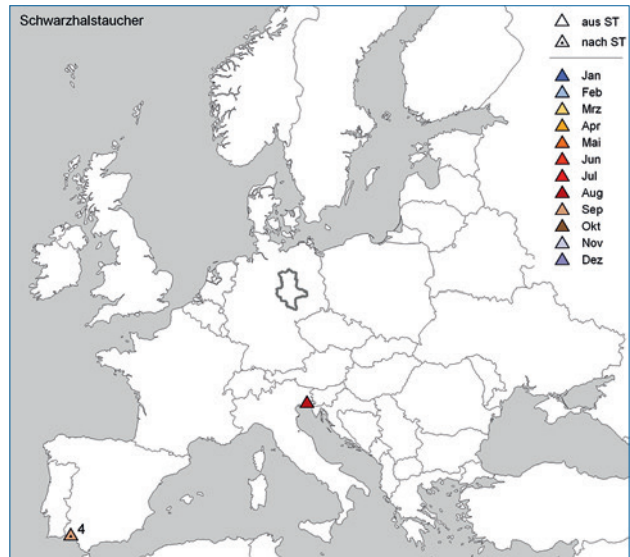 Schwarzhalstaucher
aus ST
nach ST
Jan
Feb
Mrz
Apr
Mai
Jun
Jul
Aug
Sep
Okt
Nov
Dez
4